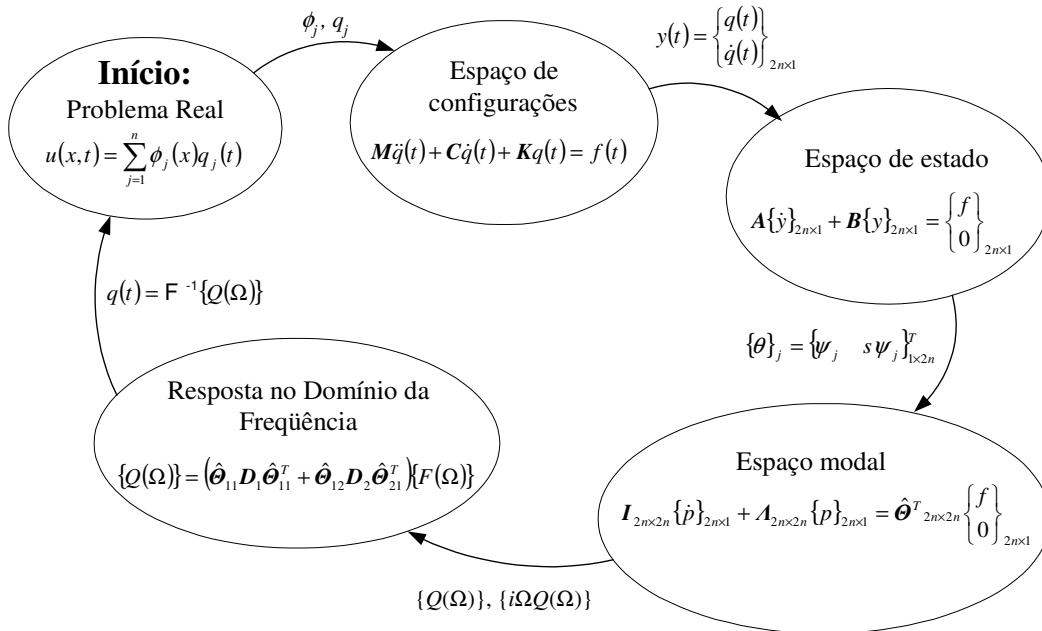 ϕ_j, q_j
Início:
Problema Real
u(x,t) = ∑_{j=1}^{n} ϕ_j(x)q_j(t)
Espaço de
configurações
Mq̈(t) + Cq̇(t) + Kq(t) = f(t)
y(t) = {q(t) q̇(t)}_{2n×1}
Espaço de estado
A{ẏ}_{2n×1} + B{y}_{2n×1} = {f 0}_{2n×1}
{θ}_j = {ψ_j sψ_j}^T_{1×2n}
Espaço modal
I_{2n×2n}{ṗ}_{2n×1} + Λ_{2n×2n}{p}_{2n×1} = Θ̂^T_{2n×2n}{f 0}_{2n×1}
{Q(Ω)}, {iΩQ(Ω)}
Resposta no Domínio da
Freqüência
{Q(Ω)} = (Θ̂_{11}D_1Θ̂_{11}^T + Θ̂_{12}D_2Θ̂_{21}^T){F(Ω)}
q(t) = F^{-1}{Q(Ω)}